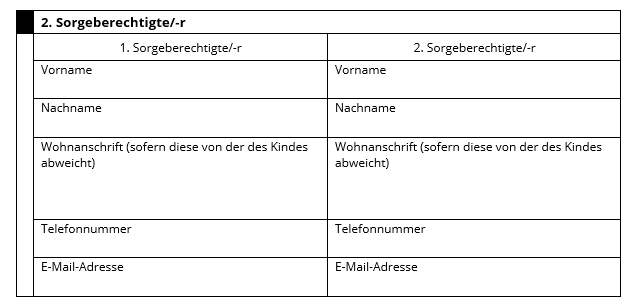 2. Sorgeberechtigte/-r
1. Sorgeberechtigte/-r
2. Sorgeberechtigte/-r
Vorname
Vorname
Nachname
Nachname
Wohnanschrift (sofern diese von der des Kindes
abweicht)
Wohnanschrift (sofern diese von der des Kindes
abweicht)
Telefonnummer
Telefonnummer
E-Mail-Adresse
E-Mail-Adresse